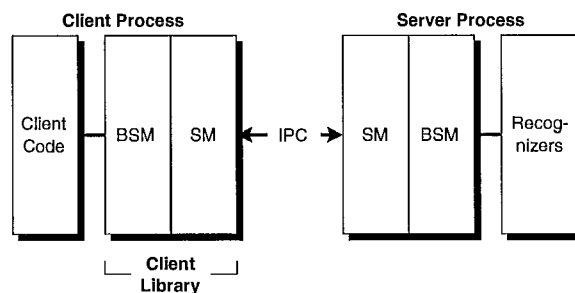 Client Process
Server Process
Client
Code
BSM
SM
IPC
SM
BSM
Recog-
nizers
Client
Library